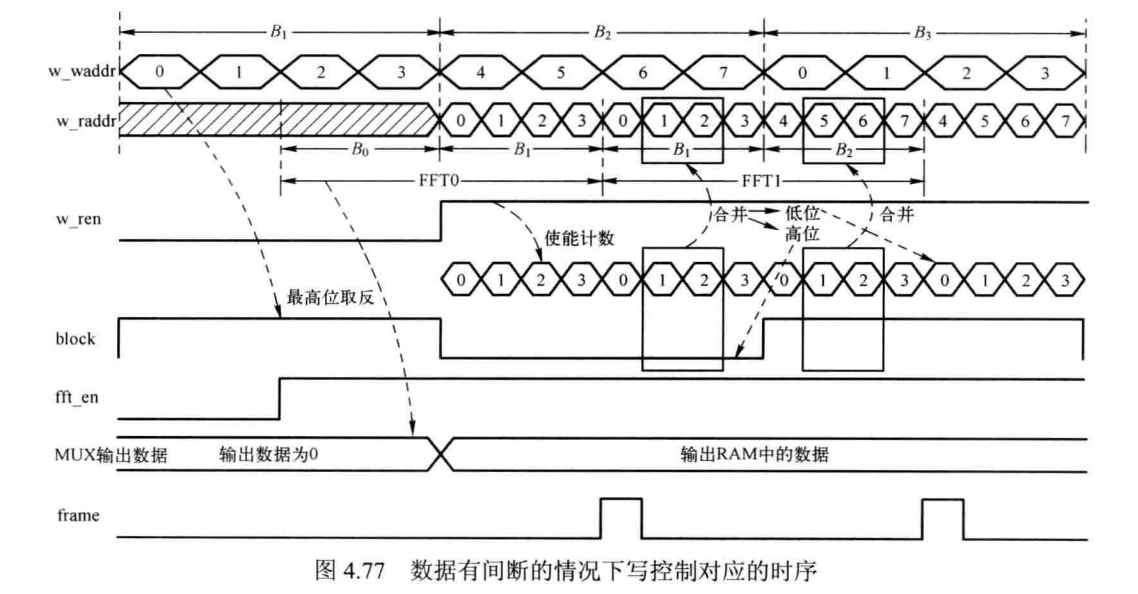 B1 B2 B3
w_waddr 0 1 2 3 4 5 6 7 0 1 2 3
w_raddr 0 1 2 3 0 1 2 3 4 5 6 7 4 5 6 7
B0 B1 B1 B2
FFT0 FFT1
w_ren 合并 低位 合并
高位
使能计数
0 1 2 3 0 1 2 3 0 1 2 3 0 1 2 3
最高位取反
block
fft_en
MUX输出数据 输出数据为0 输出RAM中的数据
frame
图 4.77 数据有间断的情况下写控制对应的时序